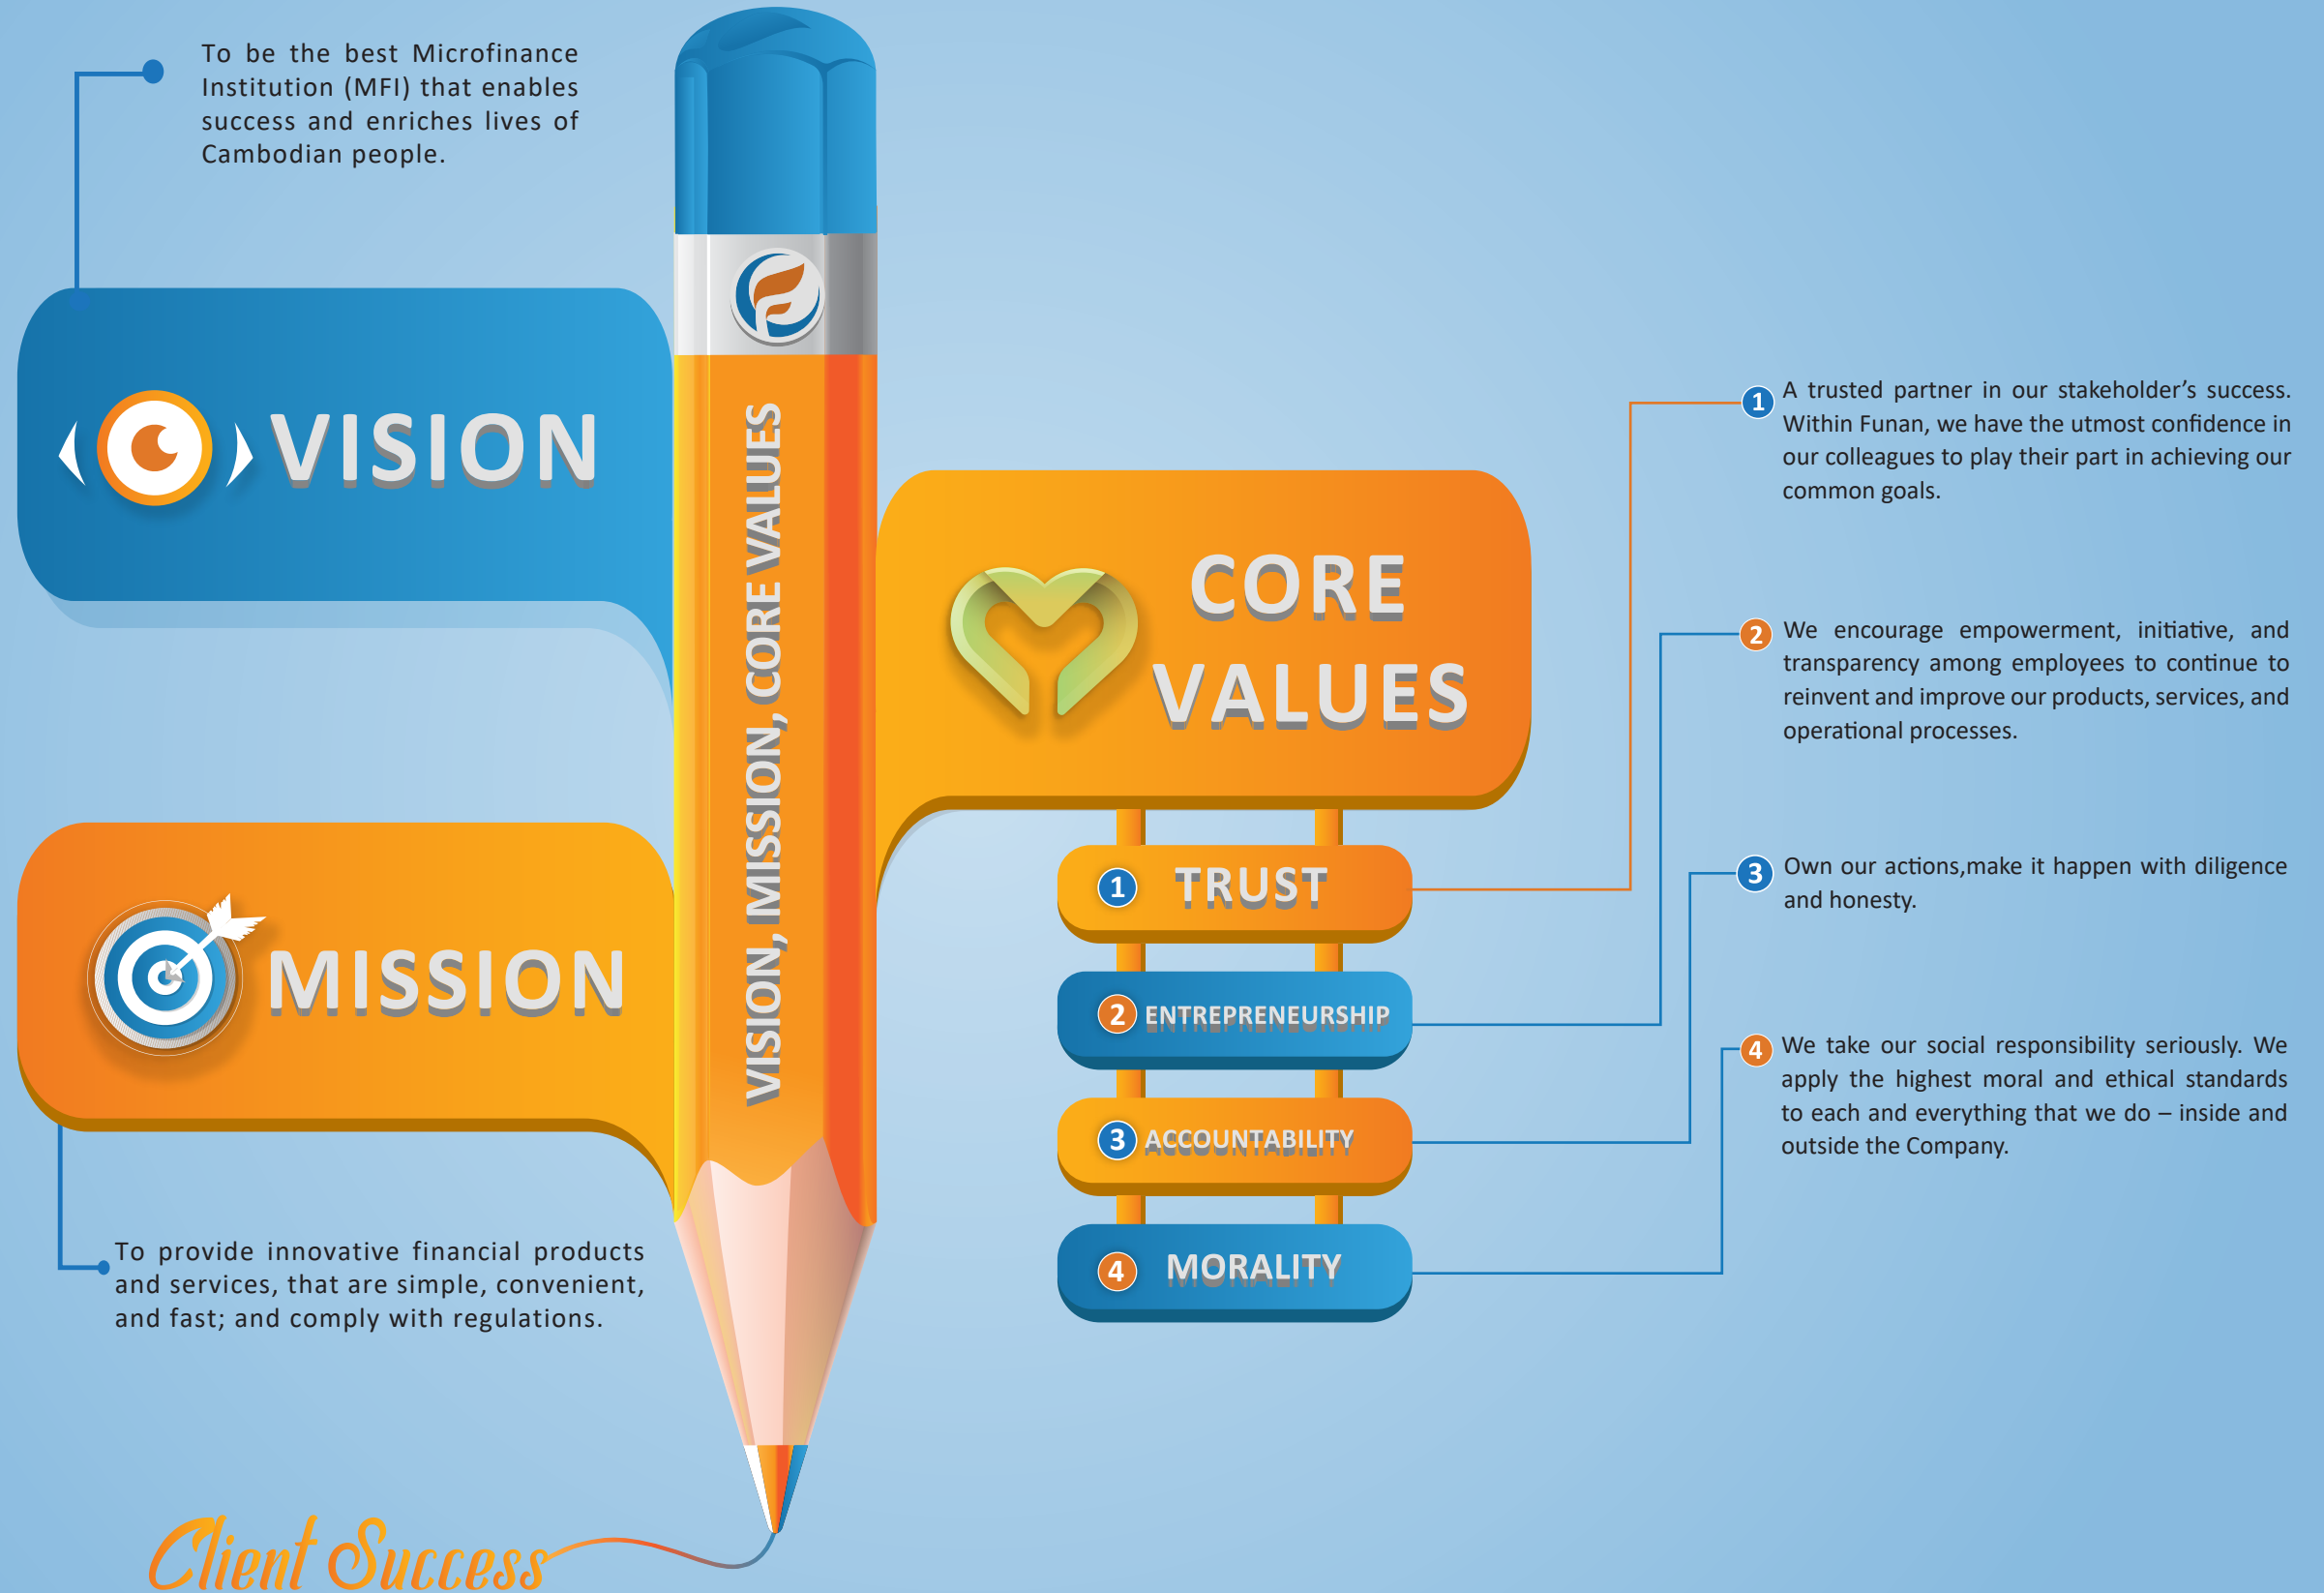 To be the best Microfinance
Institution (MFI) that enables
success and enriches lives of
Cambodian people.
VISION
MISSION
To provide innovative financial products
and services, that are simple, convenient,
and fast; and comply with regulations.
VISION, MISSION, CORE VALUES
CORE
VALUES
1 TRUST
2 ENTREPRENEURSHIP
3 ACCOUNTABILITY
4 MORALITY
1 A trusted partner in our stakeholder’s success.
Within Funan, we have the utmost confidence in
our colleagues to play their part in achieving our
common goals.
2 We encourage empowerment, initiative, and
transparency among employees to continue to
reinvent and improve our products, services, and
operational processes.
3 Own our actions,make it happen with diligence
and honesty.
4 We take our social responsibility seriously. We
apply the highest moral and ethical standards
to each and everything that we do – inside and
outside the Company.
Client Success